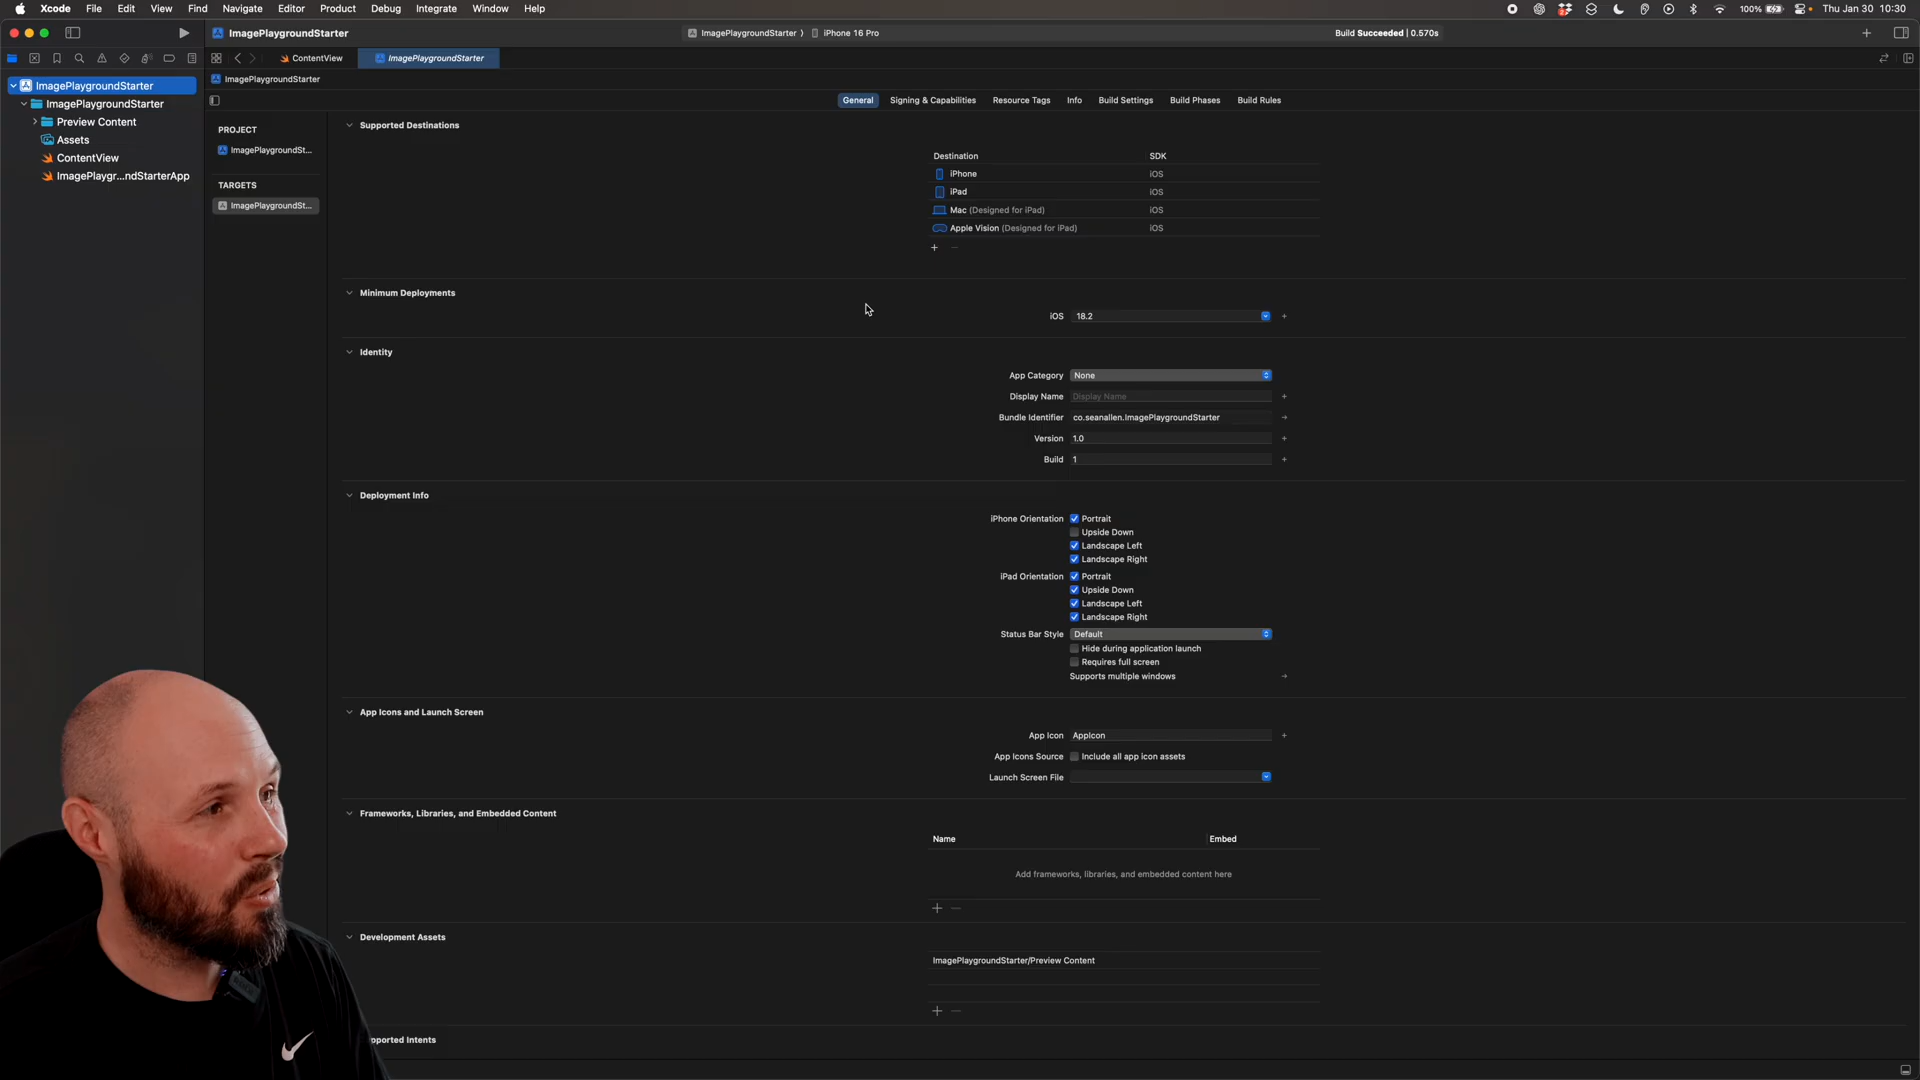 Xcode File Edit View Find Navigate Editor Product Debug Integrate Window Help 100% Thu Jan 30 10:30
ImagePlaygroundStarter ImagePlaygroundStarter ⟩ iPhone 16 Pro Build Succeeded | 0.570s
ContentView ImagePlaygroundStarter
ImagePlaygroundStarter
ImagePlaygroundStarter
ImagePlaygroundStarter
Preview Content
Assets
ContentView
ImagePlaygr...ndStarterApp
General Signing & Capabilities Resource Tags Info Build Settings Build Phases Build Rules
PROJECT
ImagePlaygroundSt...
TARGETS
ImagePlaygroundSt...
Supported Destinations
Destination SDK
iPhone iOS
iPad iOS
Mac (Designed for iPad) iOS
Apple Vision (Designed for iPad) iOS
Minimum Deployments
iOS 18.2
Identity
App Category None
Display Name Display Name
Bundle Identifier co.seanallen.ImagePlaygroundStarter
Version 1.0
Build 1
Deployment Info
iPhone Orientation Portrait
Upside Down
Landscape Left
Landscape Right
iPad Orientation Portrait
Upside Down
Landscape Left
Landscape Right
Status Bar Style Default
Hide during application launch
Requires full screen
Supports multiple windows
App Icons and Launch Screen
App Icon AppIcon
App Icons Source Include all app icon assets
Launch Screen File
Frameworks, Libraries, and Embedded Content
Name Embed
Add frameworks, libraries, and embedded content here
Development Assets
ImagePlaygroundStarter/Preview Content
pported Intents